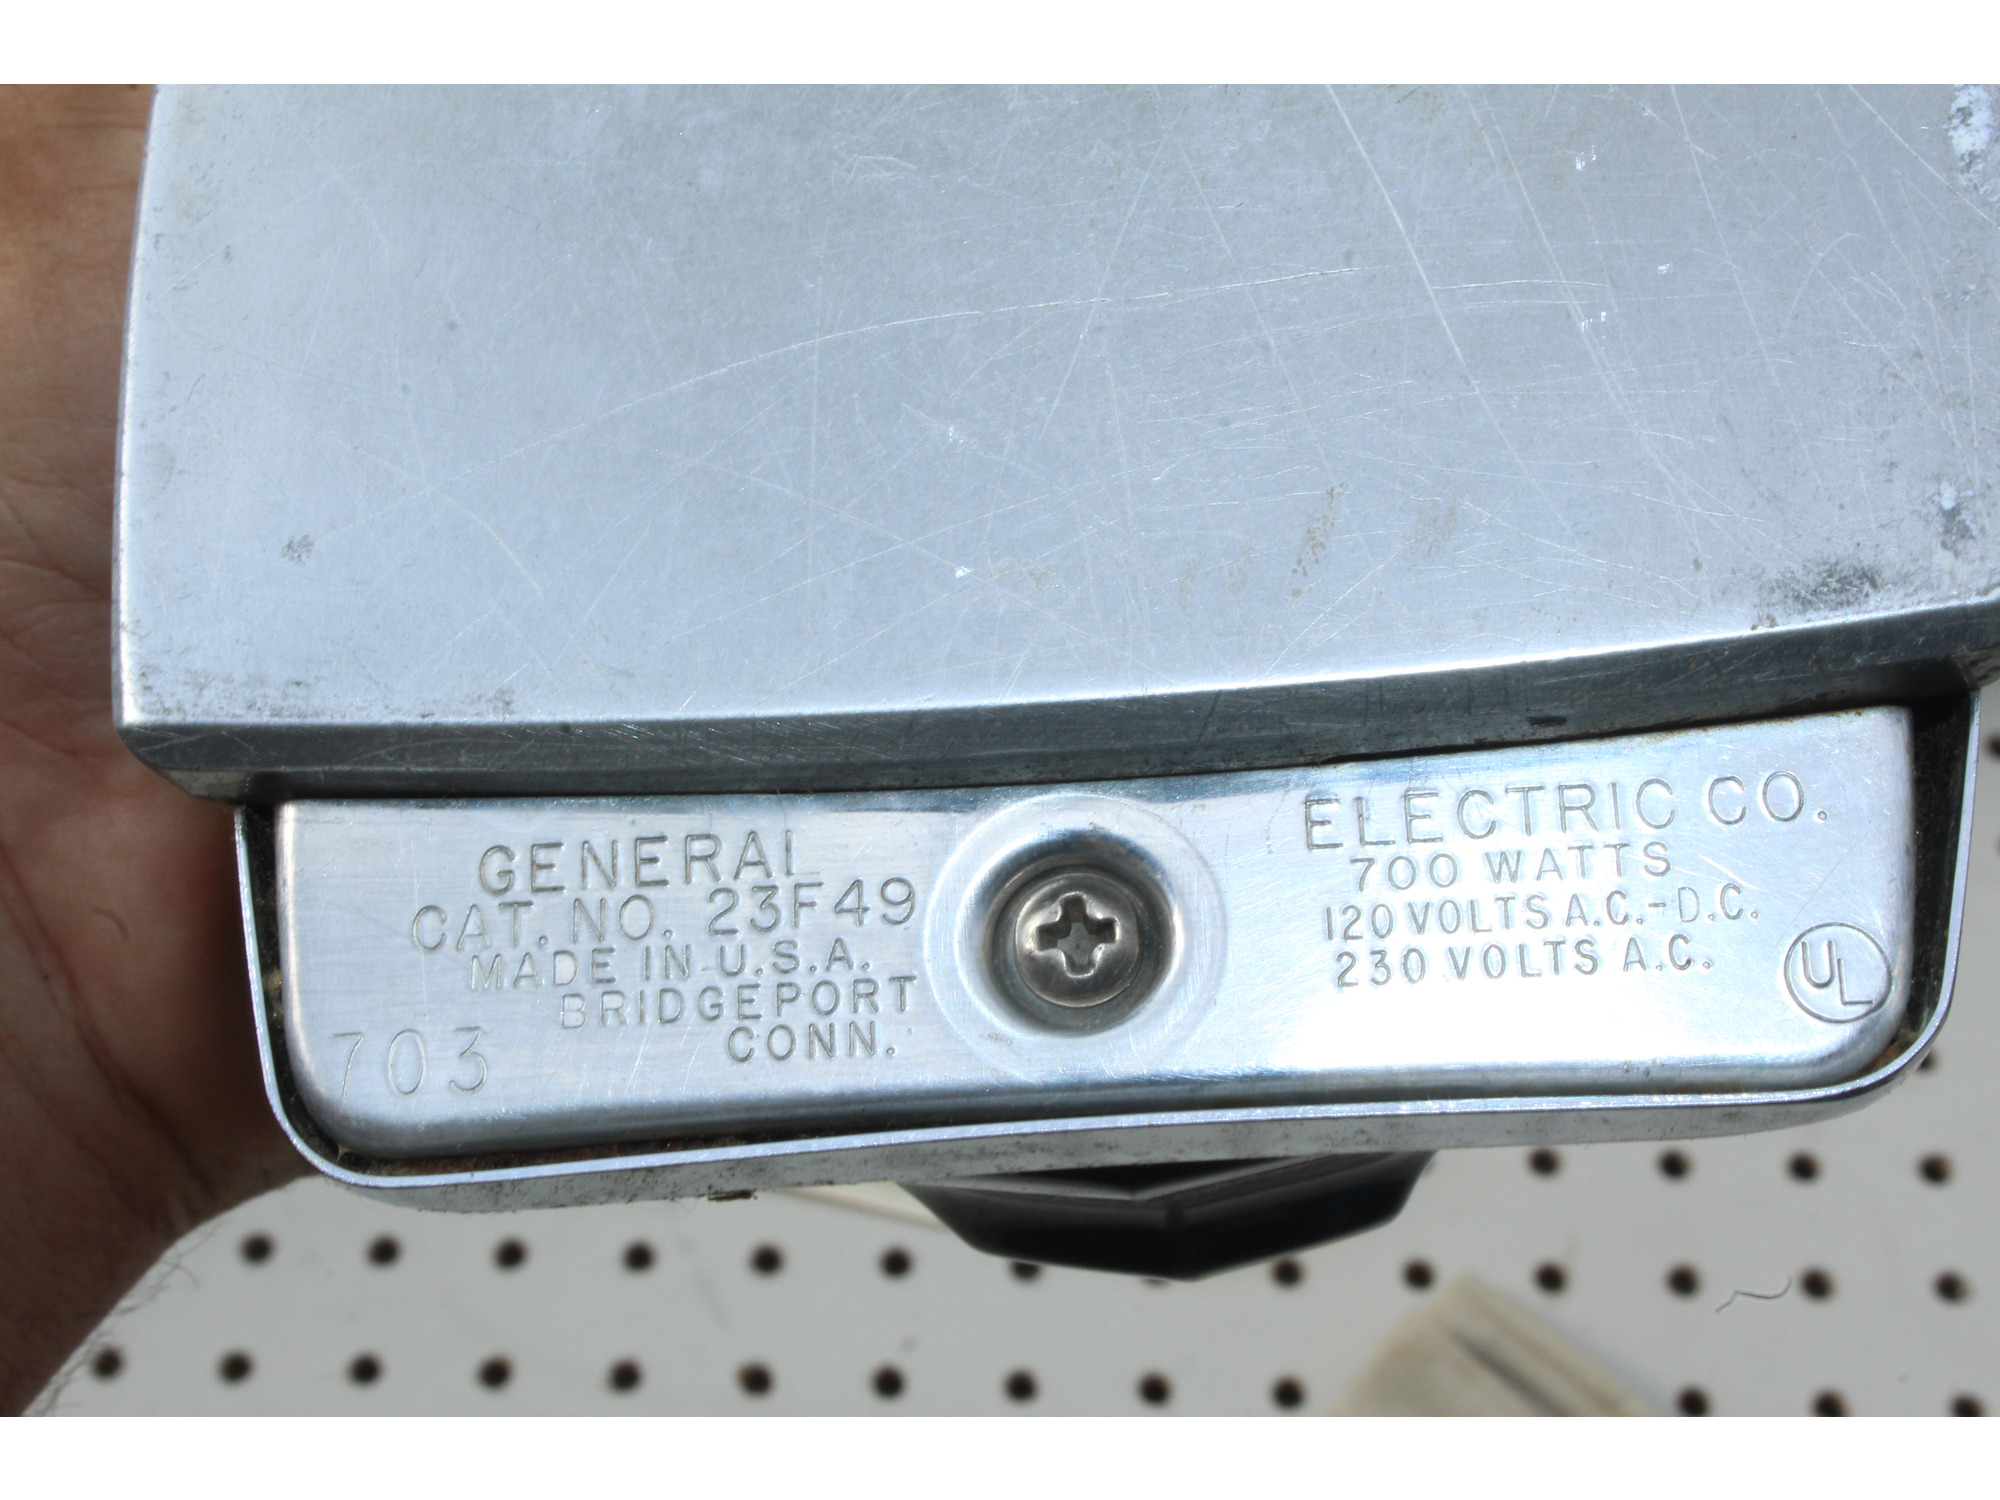 GENERAL ELECTRIC CO.
CAT. NO. 23F49
MADE IN U.S.A.
BRIDGEPORT
CONN.
703
700 WATTS
120 VOLTS A.C.-D.C.
230 VOLTS A.C.
UL